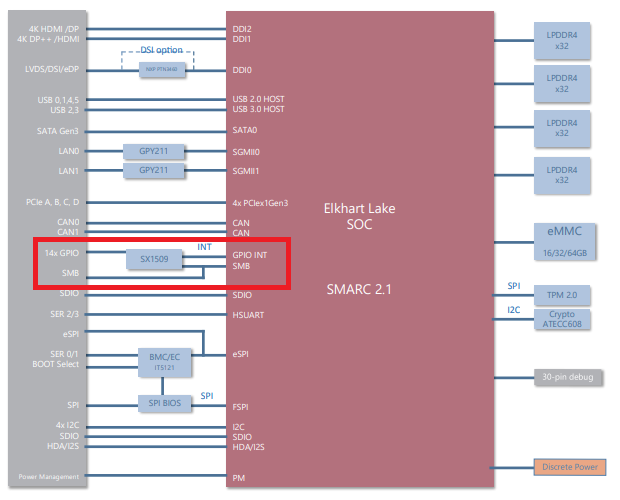 4K HDMI /DP
4K DP++ /HDMI
LVDS/DSI/eDP
USB 0,1,4,5
USB 2,3
SATA Gen3
LAN0
LAN1
PCIe A, B, C, D
CAN0
CAN1
14x GPIO
SMB
SDIO
SER 2/3
eSPI
SER 0/1
BOOT Select
SPI
4x I2C
SDIO
HDA/I2S
Power Management
DSI option
NXP PTN3460
GPY211
GPY211
INT
SX1509
BMC/EC
IT5121
SPI BIOS
SPI
DDI2
DDI1
DDI0
USB 2.0 HOST
USB 3.0 HOST
SATA0
SGMII0
SGMII1
4x PCIex1Gen3
CAN
CAN
GPIO INT
SMB
SDIO
HSUART
eSPI
FSPI
I2C
SDIO
HDA/I2S
PM
Elkhart Lake
SOC
SMARC 2.1
LPDDR4
x32
LPDDR4
x32
LPDDR4
x32
LPDDR4
x32
eMMC
16/32/64GB
SPI
TPM 2.0
I2C
Crypto
ATECC608
30-pin debug
Discrete Power